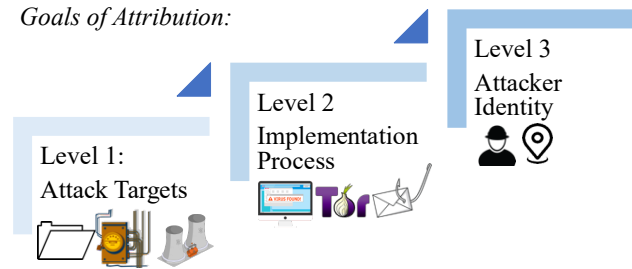 Goals of Attribution:
Level 3
Attacker
Identity
Level 2
Implementation
Process
VIRUS FOUND!
Tor
Level 1:
Attack Targets